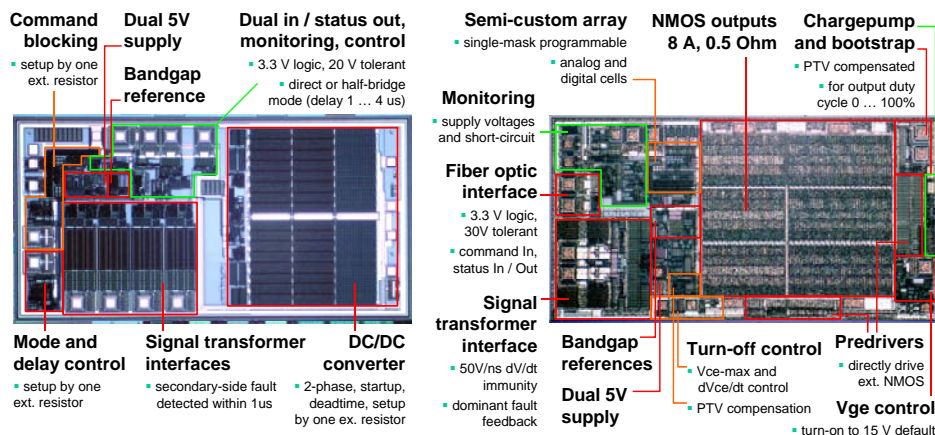 Command
blocking
setup by one
ext. resistor
Dual 5V
supply
Bandgap
reference
Dual in / status out,
monitoring, control
3.3 V logic, 20 V tolerant
direct or half-bridge
mode (delay 1 … 4 us)
Mode and
delay control
setup by one
ext. resistor
Signal transformer
interfaces
secondary-side fault
detected within 1us
DC/DC
converter
2-phase, startup,
deadtime, setup
by one ex. resistor
Semi-custom array
single-mask programmable
analog and
digital cells
Monitoring
supply voltages
and short-circuit
Fiber optic
interface
3.3 V logic,
30V tolerant
command In,
status In / Out
Signal
transformer
interface
50V/ns dV/dt
immunity
dominant fault
feedback
NMOS outputs
8 A, 0.5 Ohm
Chargepump
and bootstrap
PTV compensated
for output duty
cycle 0 … 100%
Bandgap
references
Dual 5V
supply
Turn-off control
Vce-max and
dVce/dt control
PTV compensation
Predrivers
directly drive
ext. NMOS
Vge control
turn-on to 15 V default